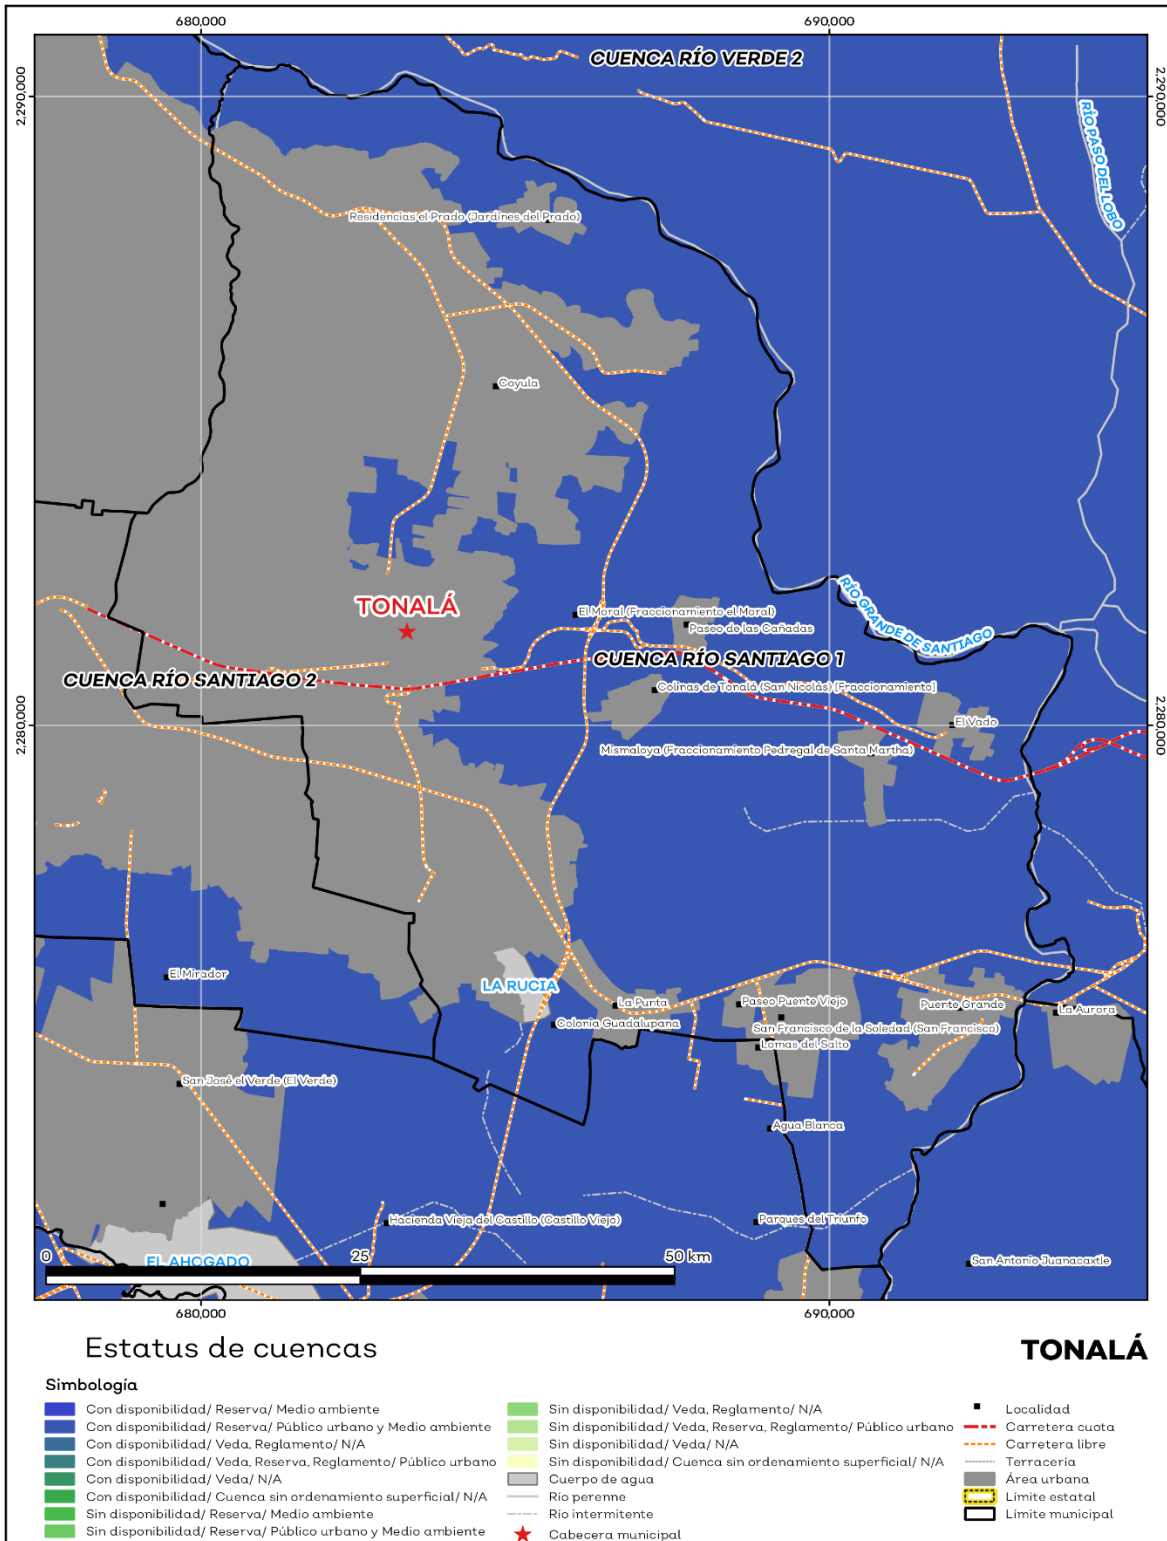 680,000
690,000
CUENCA RÍO VERDE 2
2,290,000
2,290,000
RÍO PASO DEL LOBO
Residencias el Prado (Jardines del Prado)
Coyula
TONALÁ
El Moral (Fraccionamiento el Moral)
Paseo de las Cañadas
RÍO GRANDE DE SANTIAGO
CUENCA RÍO SANTIAGO 1
CUENCA RÍO SANTIAGO 2
Colinas de Tonalá (San Nicolás) [Fraccionamiento]
El Vado
2,280,000
2,280,000
Mismaloya (Fraccionamiento Pedregal de Santa Martha)
El Mirador
LA RUCIA
La Punta
Paseo Puente Viejo
Puente Grande
La Aurora
Colonia Guadalupana
San Francisco de la Soledad (San Francisco)
Lomas del Salto
San José el Verde (El Verde)
Agua Blanca
Hacienda Vieja del Castillo (Castillo Viejo)
Parques del Triunfo
EL AHOGADO
San Antonio Juanacaxtle
0
25
50 km
680,000
690,000
Estatus de cuencas
TONALÁ
Simbología
Con disponibilidad/ Reserva/ Medio ambiente
Con disponibilidad/ Reserva/ Público urbano y Medio ambiente
Con disponibilidad/ Veda, Reglamento/ N/A
Con disponibilidad/ Veda, Reserva, Reglamento/ Público urbano
Con disponibilidad/ Veda/ N/A
Con disponibilidad/ Cuenca sin ordenamiento superficial/ N/A
Sin disponibilidad/ Reserva/ Medio ambiente
Sin disponibilidad/ Reserva/ Público urbano y Medio ambiente
Sin disponibilidad/ Veda, Reglamento/ N/A
Sin disponibilidad/ Veda, Reserva, Reglamento/ Público urbano
Sin disponibilidad/ Veda/ N/A
Sin disponibilidad/ Cuenca sin ordenamiento superficial/ N/A
Cuerpo de agua
Río perenne
Río intermitente
Cabecera municipal
Localidad
Carretera cuota
Carretera libre
Terracería
Área urbana
Límite estatal
Límite municipal